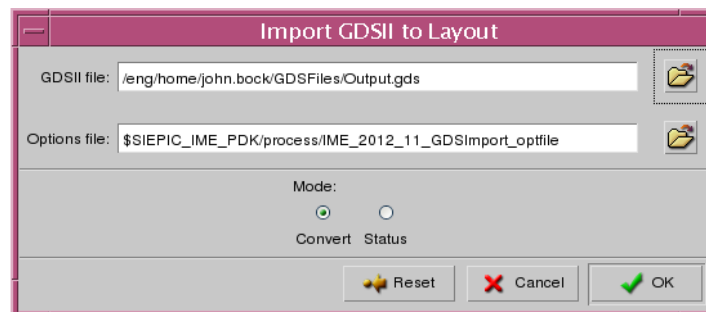 Import GDSII to Layout
GDSII file: /eng/home/john.bock/GDSFiles/Output.gds
Options file: $SIEPIC_IME_PDK/process/IME_2012_11_GDSImport_optfile
Mode:
Convert Status
Reset Cancel OK